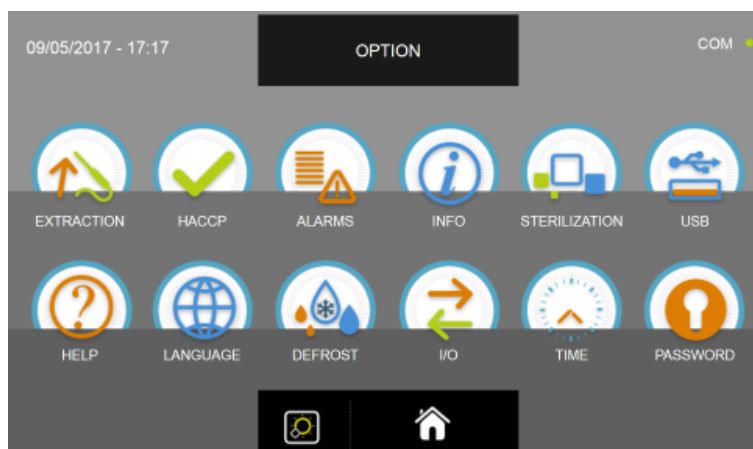 09/05/2017 - 17:17
OPTION
COM
EXTRACTION
HACCP
ALARMS
INFO
STERILIZATION
USB
HELP
LANGUAGE
DEFROST
I/O
TIME
PASSWORD